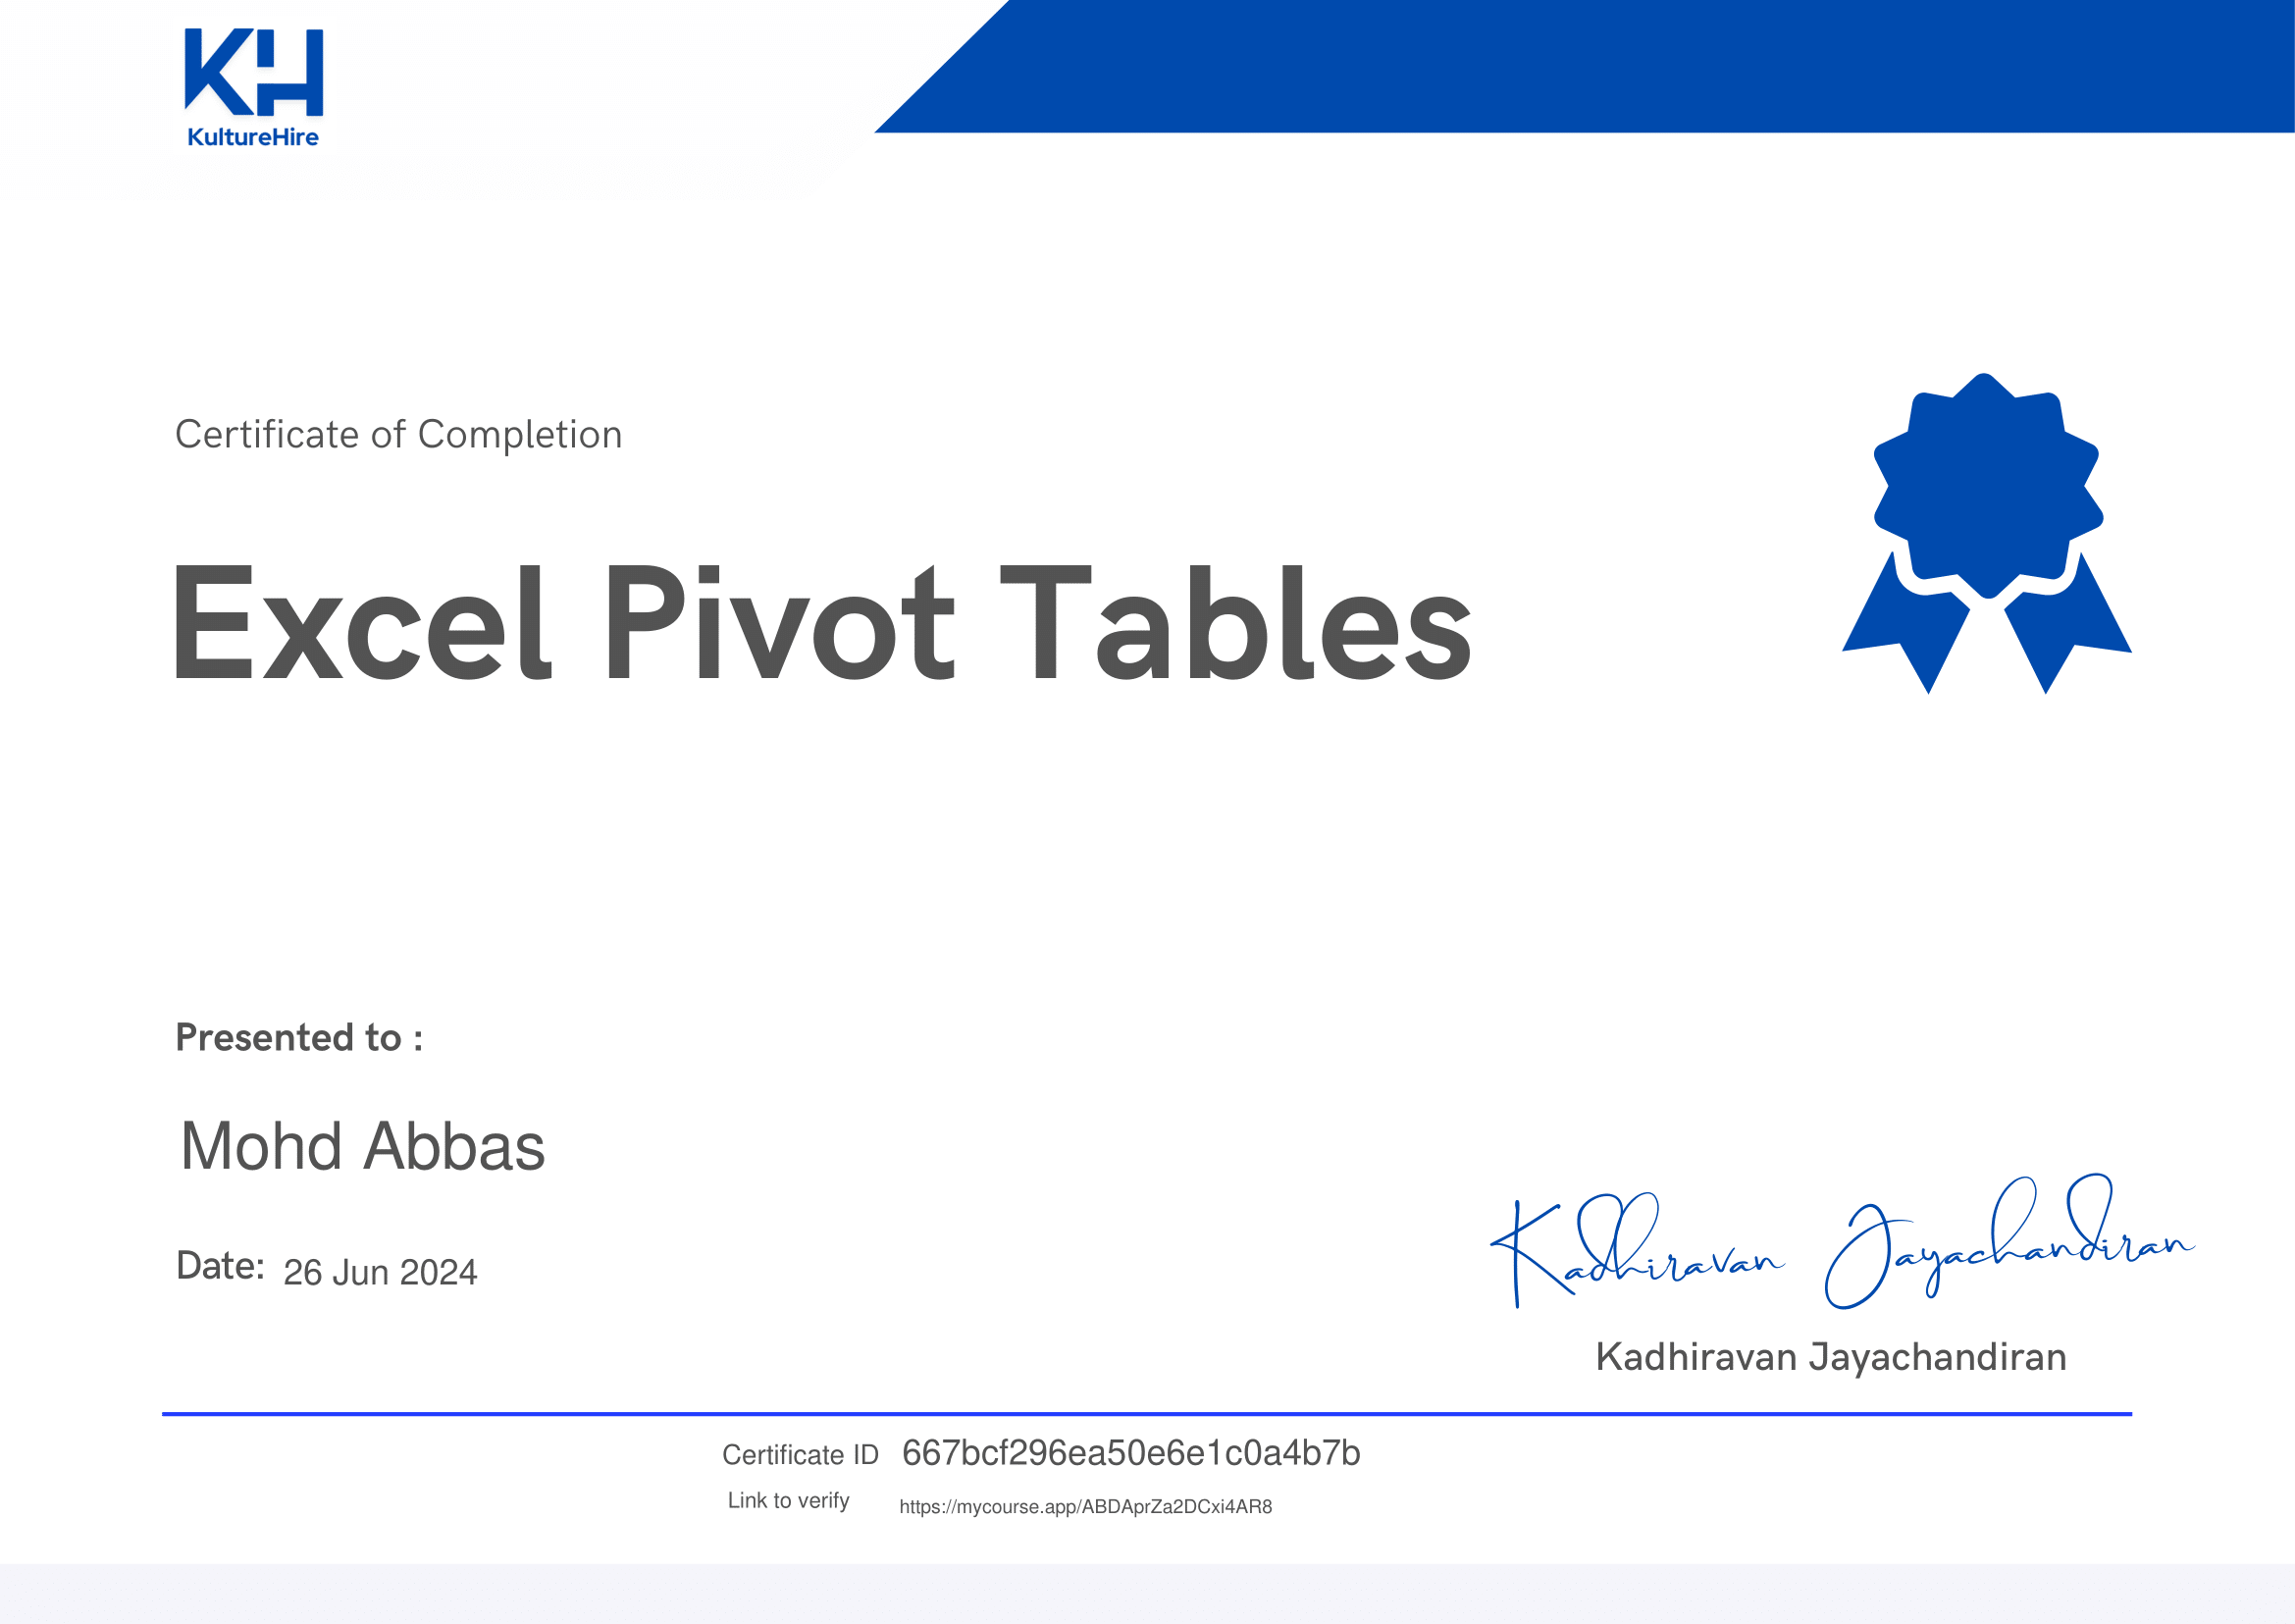 KH
KultureHire
Certificate of Completion
Excel Pivot Tables
Presented to :
Mohd Abbas
Date: 26 Jun 2024
Kadhiravan Jayachandiran
Kadhiravan Jayachandiran
Certificate ID 667bcf296ea50e6e1c0a4b7b
Link to verify https://mycourse.app/ABDAprZa2DCxi4AR8